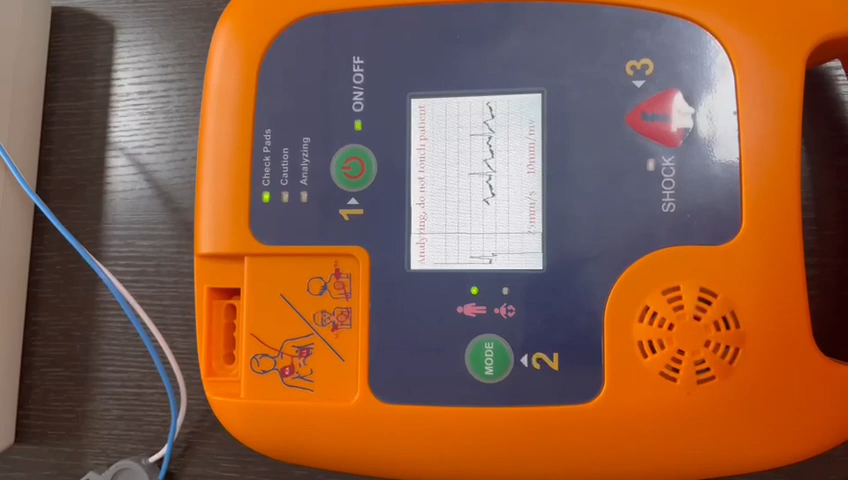 Check Pads
Caution
Analyzing
ON/OFF
1
Analyzing, do not touch patient
25mm/s 10mm/mv
MODE
2
3
SHOCK